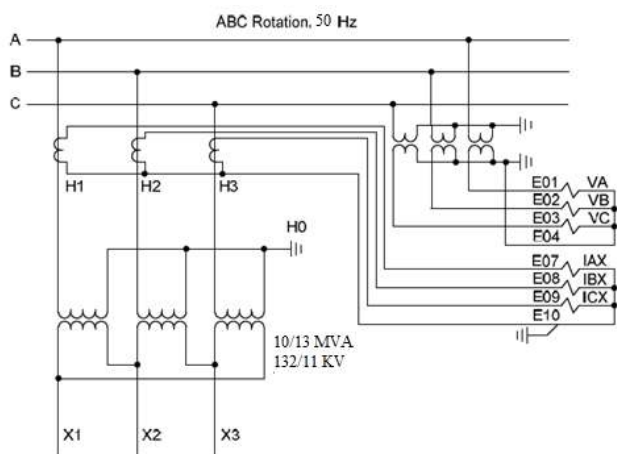 ABC Rotation, 50 Hz
A
B
C
H1 H2 H3
H0
E01 VA
E02 VB
E03 VC
E04
E07 IAX
E08 IBX
E09 ICX
E10
10/13 MVA
132/11 KV
X1 X2 X3